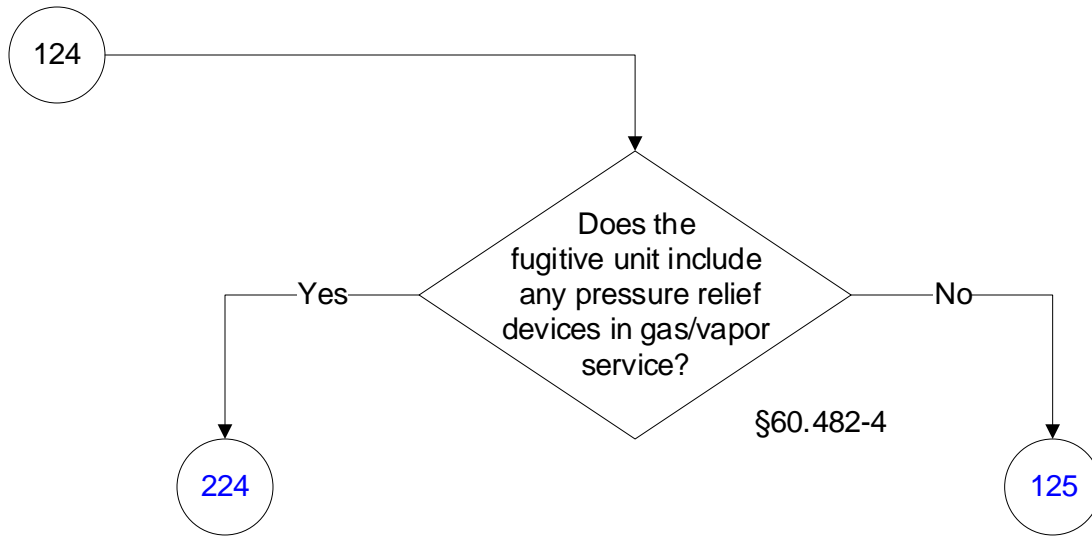 124
Does the
fugitive unit include
any pressure relief
devices in gas/vapor
service?
Yes
No
§60.482-4
224
125